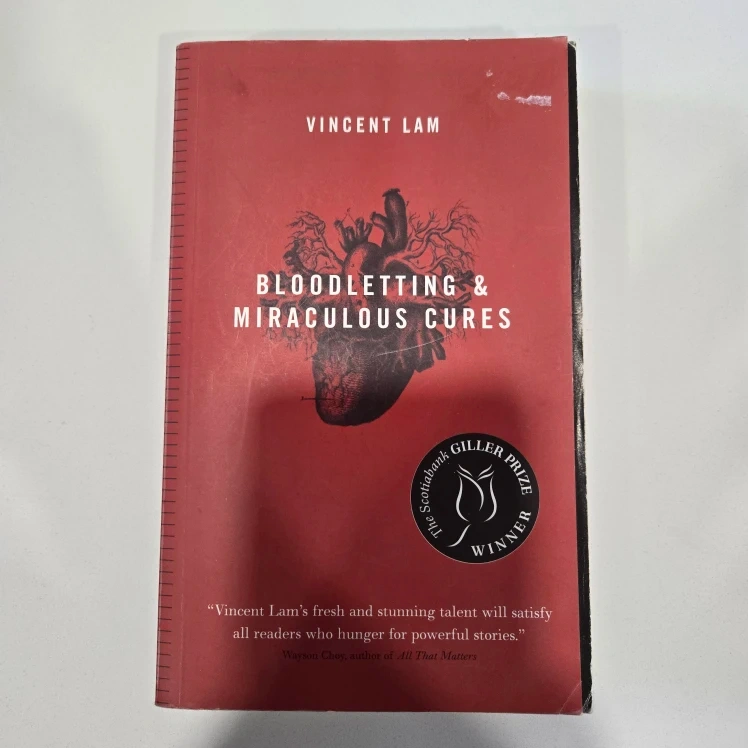 VINCENT LAM
BLOODLETTING &
MIRACULOUS CURES
The Scotiabank GILLER PRIZE
WINNER
“Vincent Lam’s fresh and stunning talent will satisfy
all readers who hunger for powerful stories.”
Wayson Choy, author of All That Matters